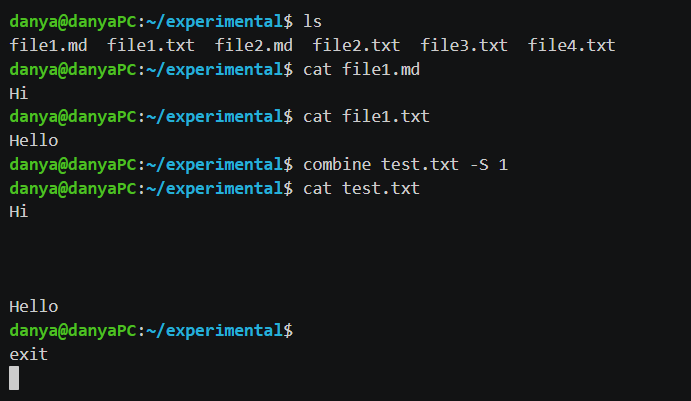 danya@danyaPC:~/experimental$ ls
file1.md  file1.txt  file2.md  file2.txt  file3.txt  file4.txt
danya@danyaPC:~/experimental$ cat file1.md
Hi
danya@danyaPC:~/experimental$ cat file1.txt
Hello
danya@danyaPC:~/experimental$ combine test.txt -S 1
danya@danyaPC:~/experimental$ cat test.txt
Hi
Hello
danya@danyaPC:~/experimental$
exit